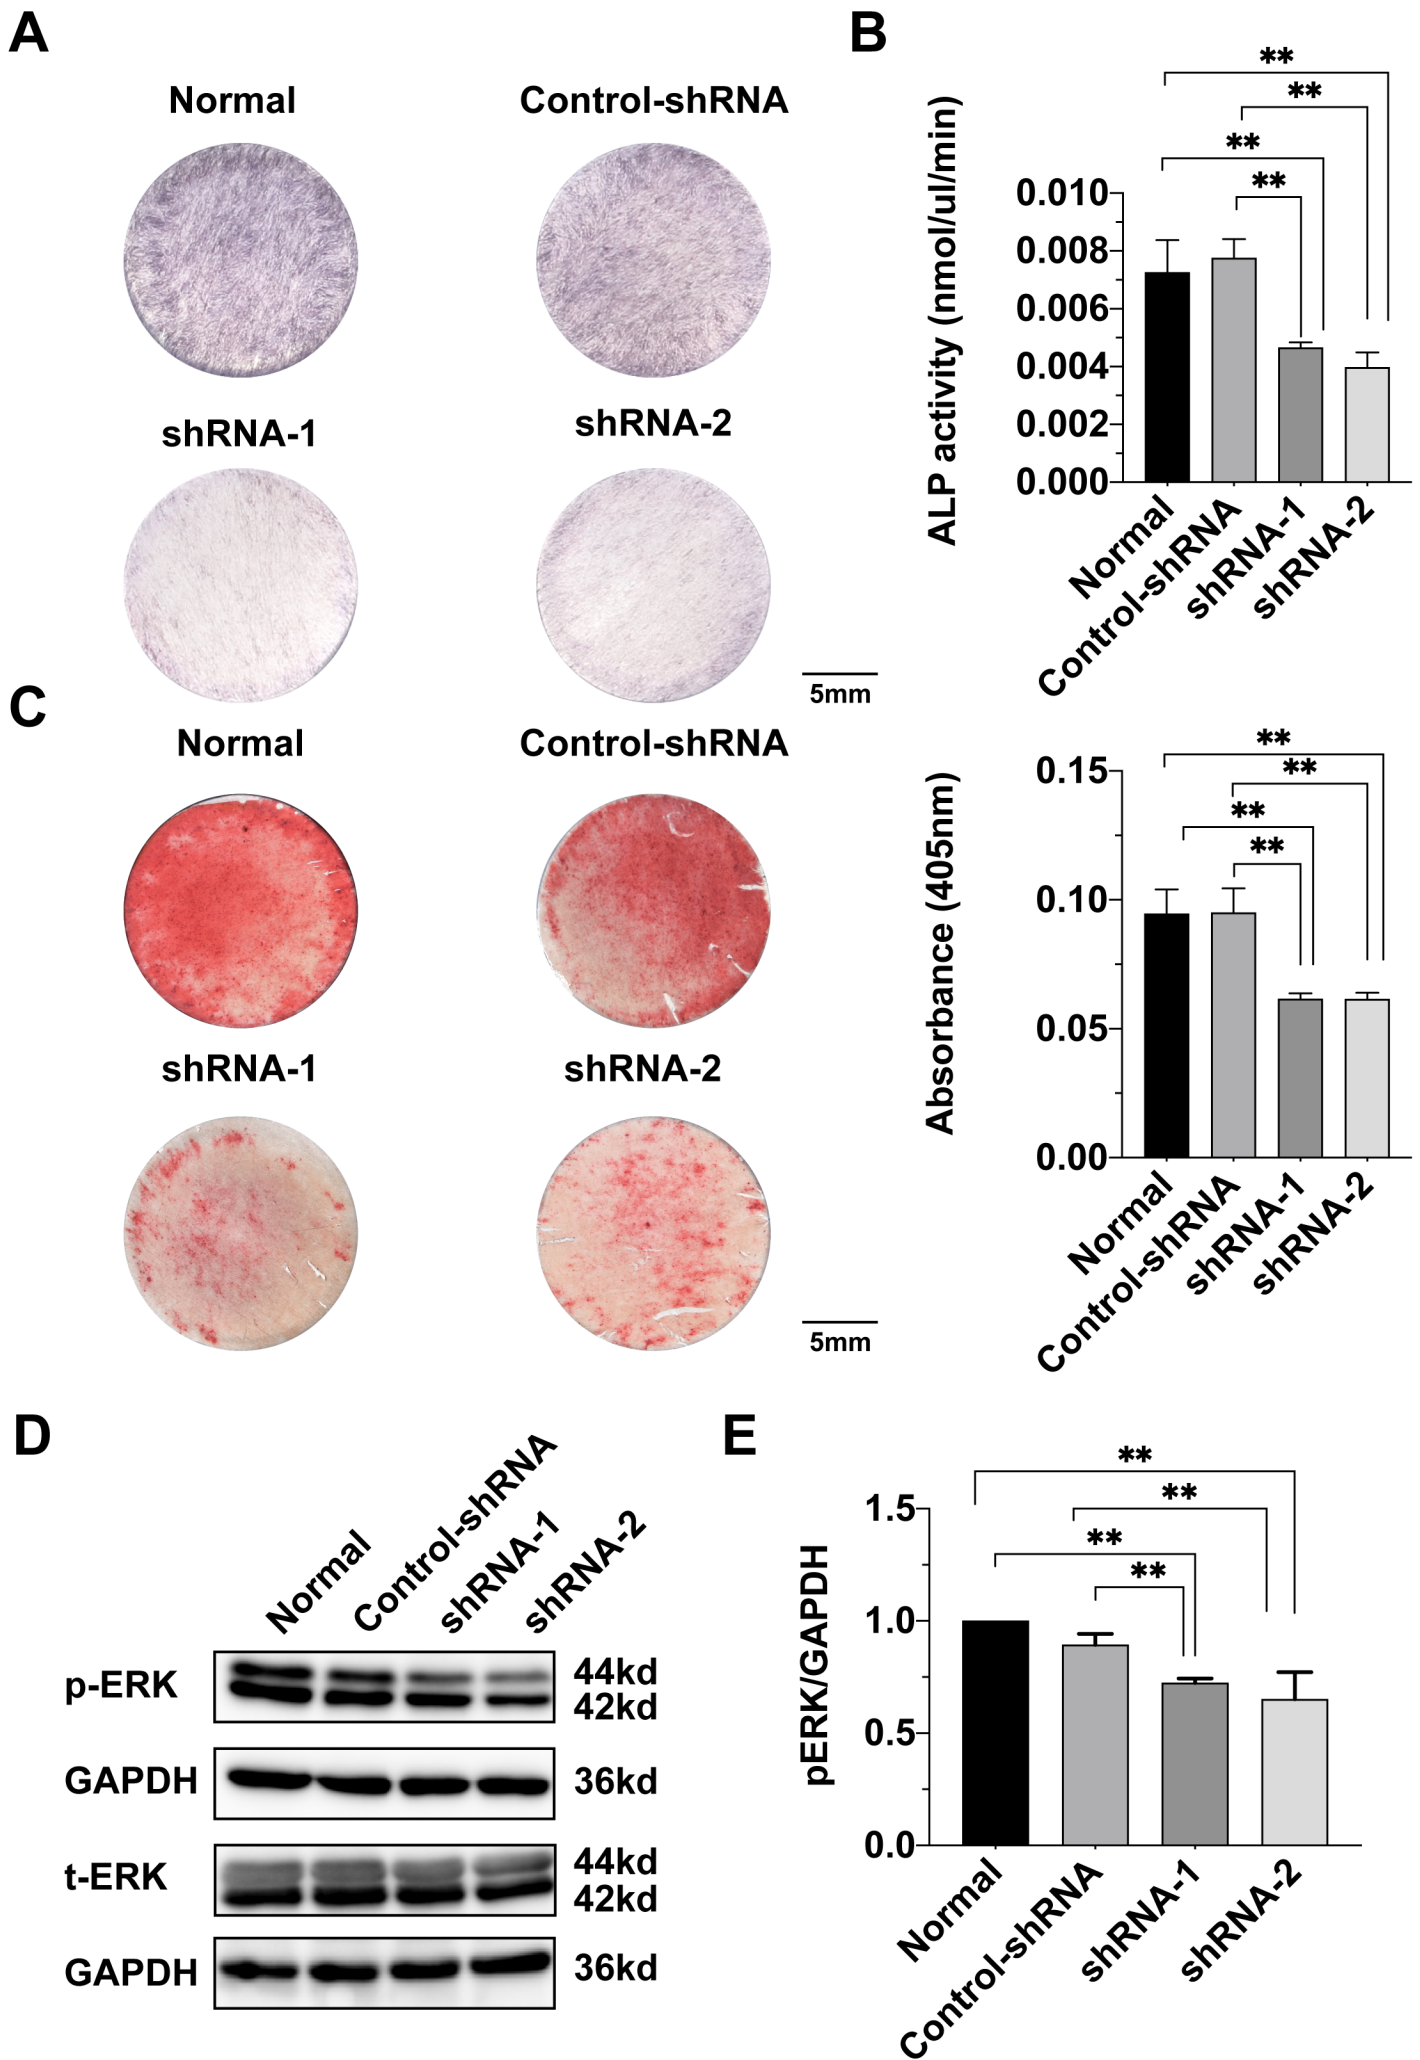 A
Normal
Control-shRNA
shRNA-1
shRNA-2
5mm
B
ALP activity (nmol/ul/min)
**
**
**
**
0.010
0.008
0.006
0.004
0.002
0.000
Normal
Control-shRNA
shRNA-1
shRNA-2
C
Normal
Control-shRNA
shRNA-1
shRNA-2
5mm
Absorbance (405nm)
**
**
**
**
0.15
0.10
0.05
0.00
Normal
Control-shRNA
shRNA-1
shRNA-2
D
Normal
Control-shRNA
shRNA-1
shRNA-2
p-ERK
44kd
42kd
GAPDH
36kd
t-ERK
44kd
42kd
GAPDH
36kd
E
pERK/GAPDH
**
**
**
**
1.5
1.0
0.5
0.0
Normal
Control-shRNA
shRNA-1
shRNA-2